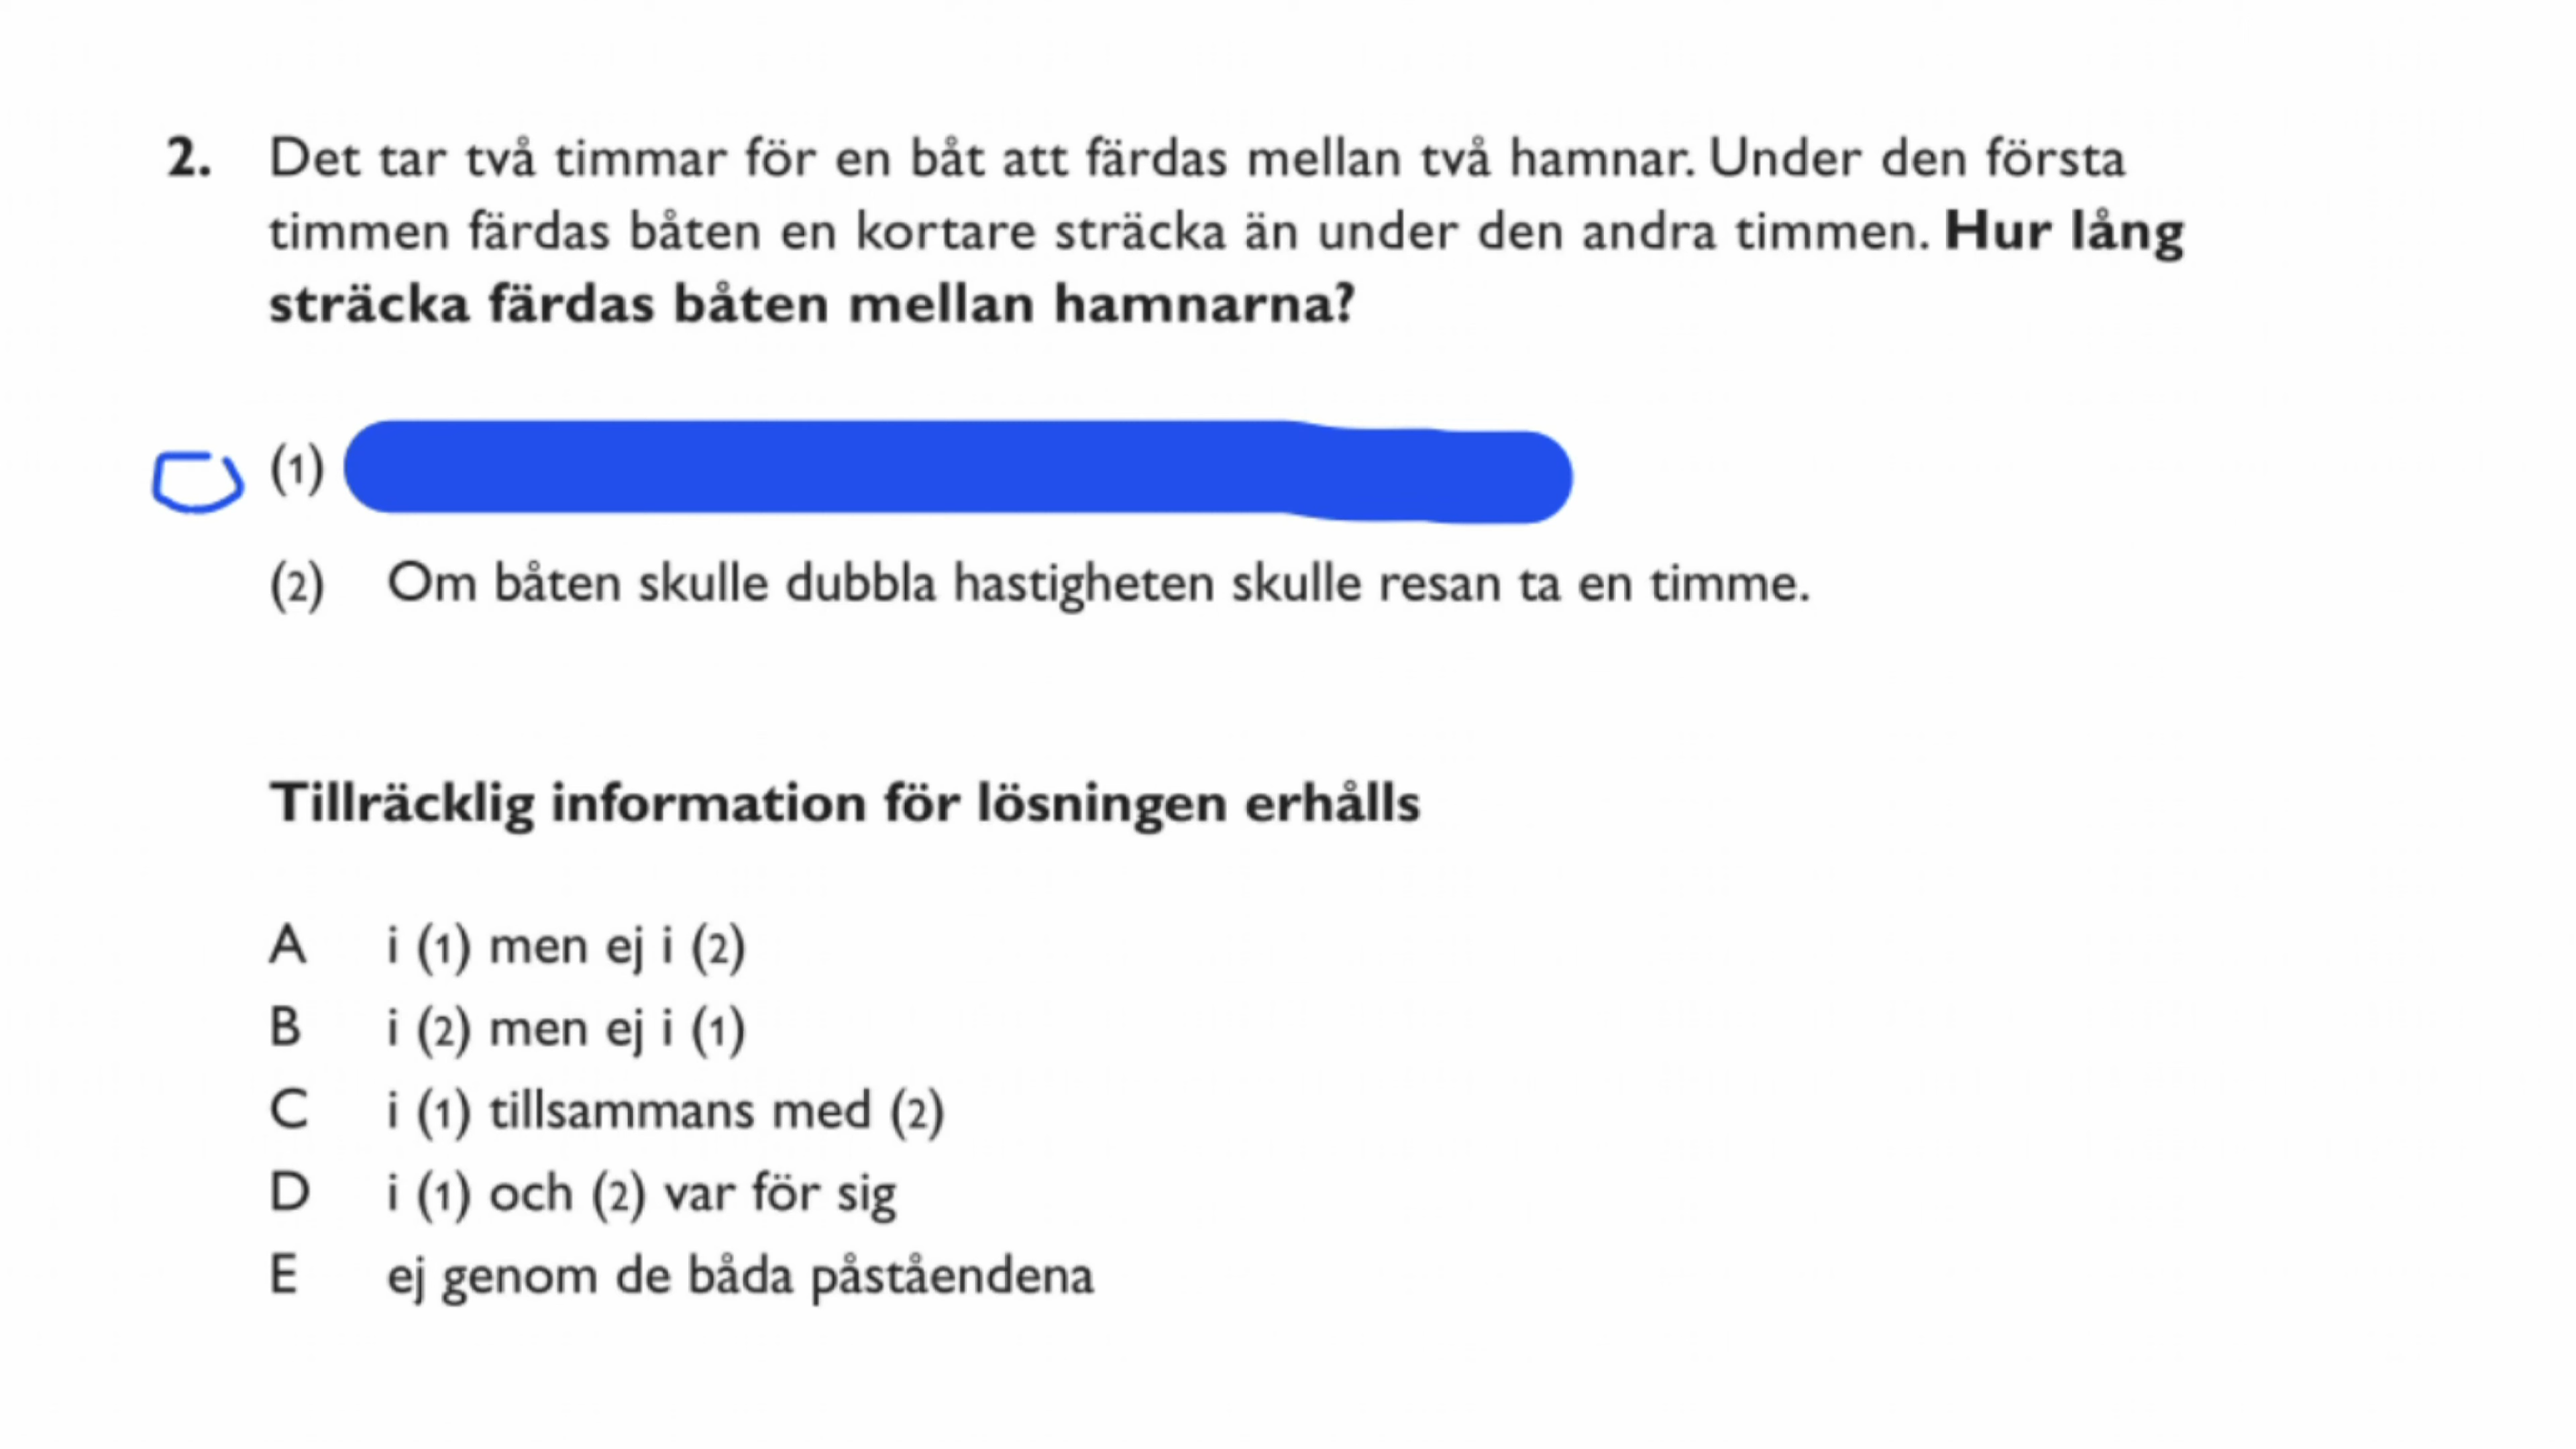 2. Det tar två timmar för en båt att färdas mellan två hamnar. Under den första
timmen färdas båten en kortare sträcka än under den andra timmen. Hur lång
sträcka färdas båten mellan hamnarna?
(1)
(2) Om båten skulle dubbla hastigheten skulle resan ta en timme.
Tillräcklig information för lösningen erhålls
A i (1) men ej i (2)
B i (2) men ej i (1)
C i (1) tillsammans med (2)
D i (1) och (2) var för sig
E ej genom de båda påståendena